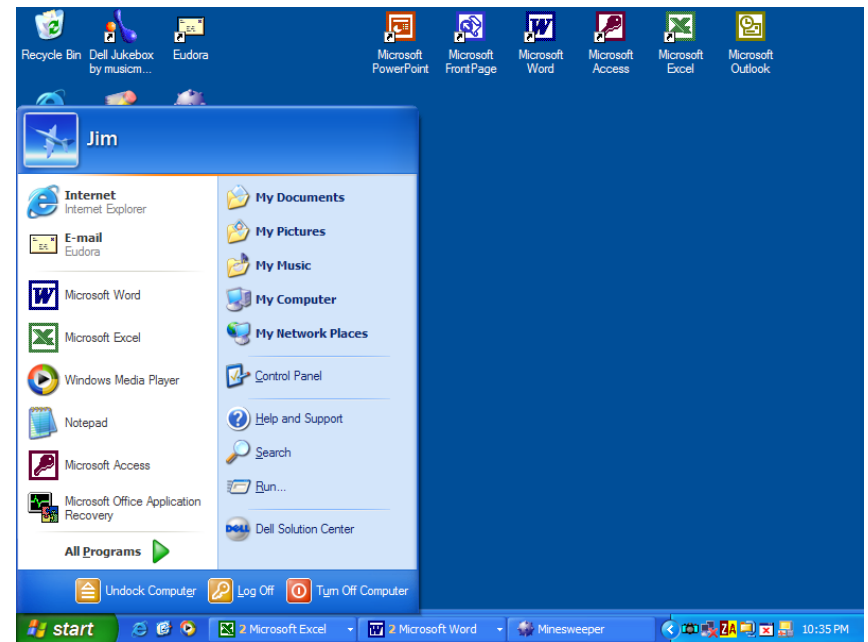 Recycle Bin
Dell Jukebox
by musicm...
Eudora
Microsoft
PowerPoint
Microsoft
FrontPage
Microsoft
Word
Microsoft
Access
Microsoft
Excel
Microsoft
Outlook
Jim
Internet
Internet Explorer
E-mail
Eudora
Microsoft Word
Microsoft Excel
Windows Media Player
Notepad
Microsoft Access
Microsoft Office Application
Recovery
All Programs
My Documents
My Pictures
My Music
My Computer
My Network Places
Control Panel
Help and Support
Search
Run...
DELL Dell Solution Center
Undock Computer Log Off Turn Off Computer
start 2 Microsoft Excel 2 Microsoft Word Minesweeper ZA 10:35 PM